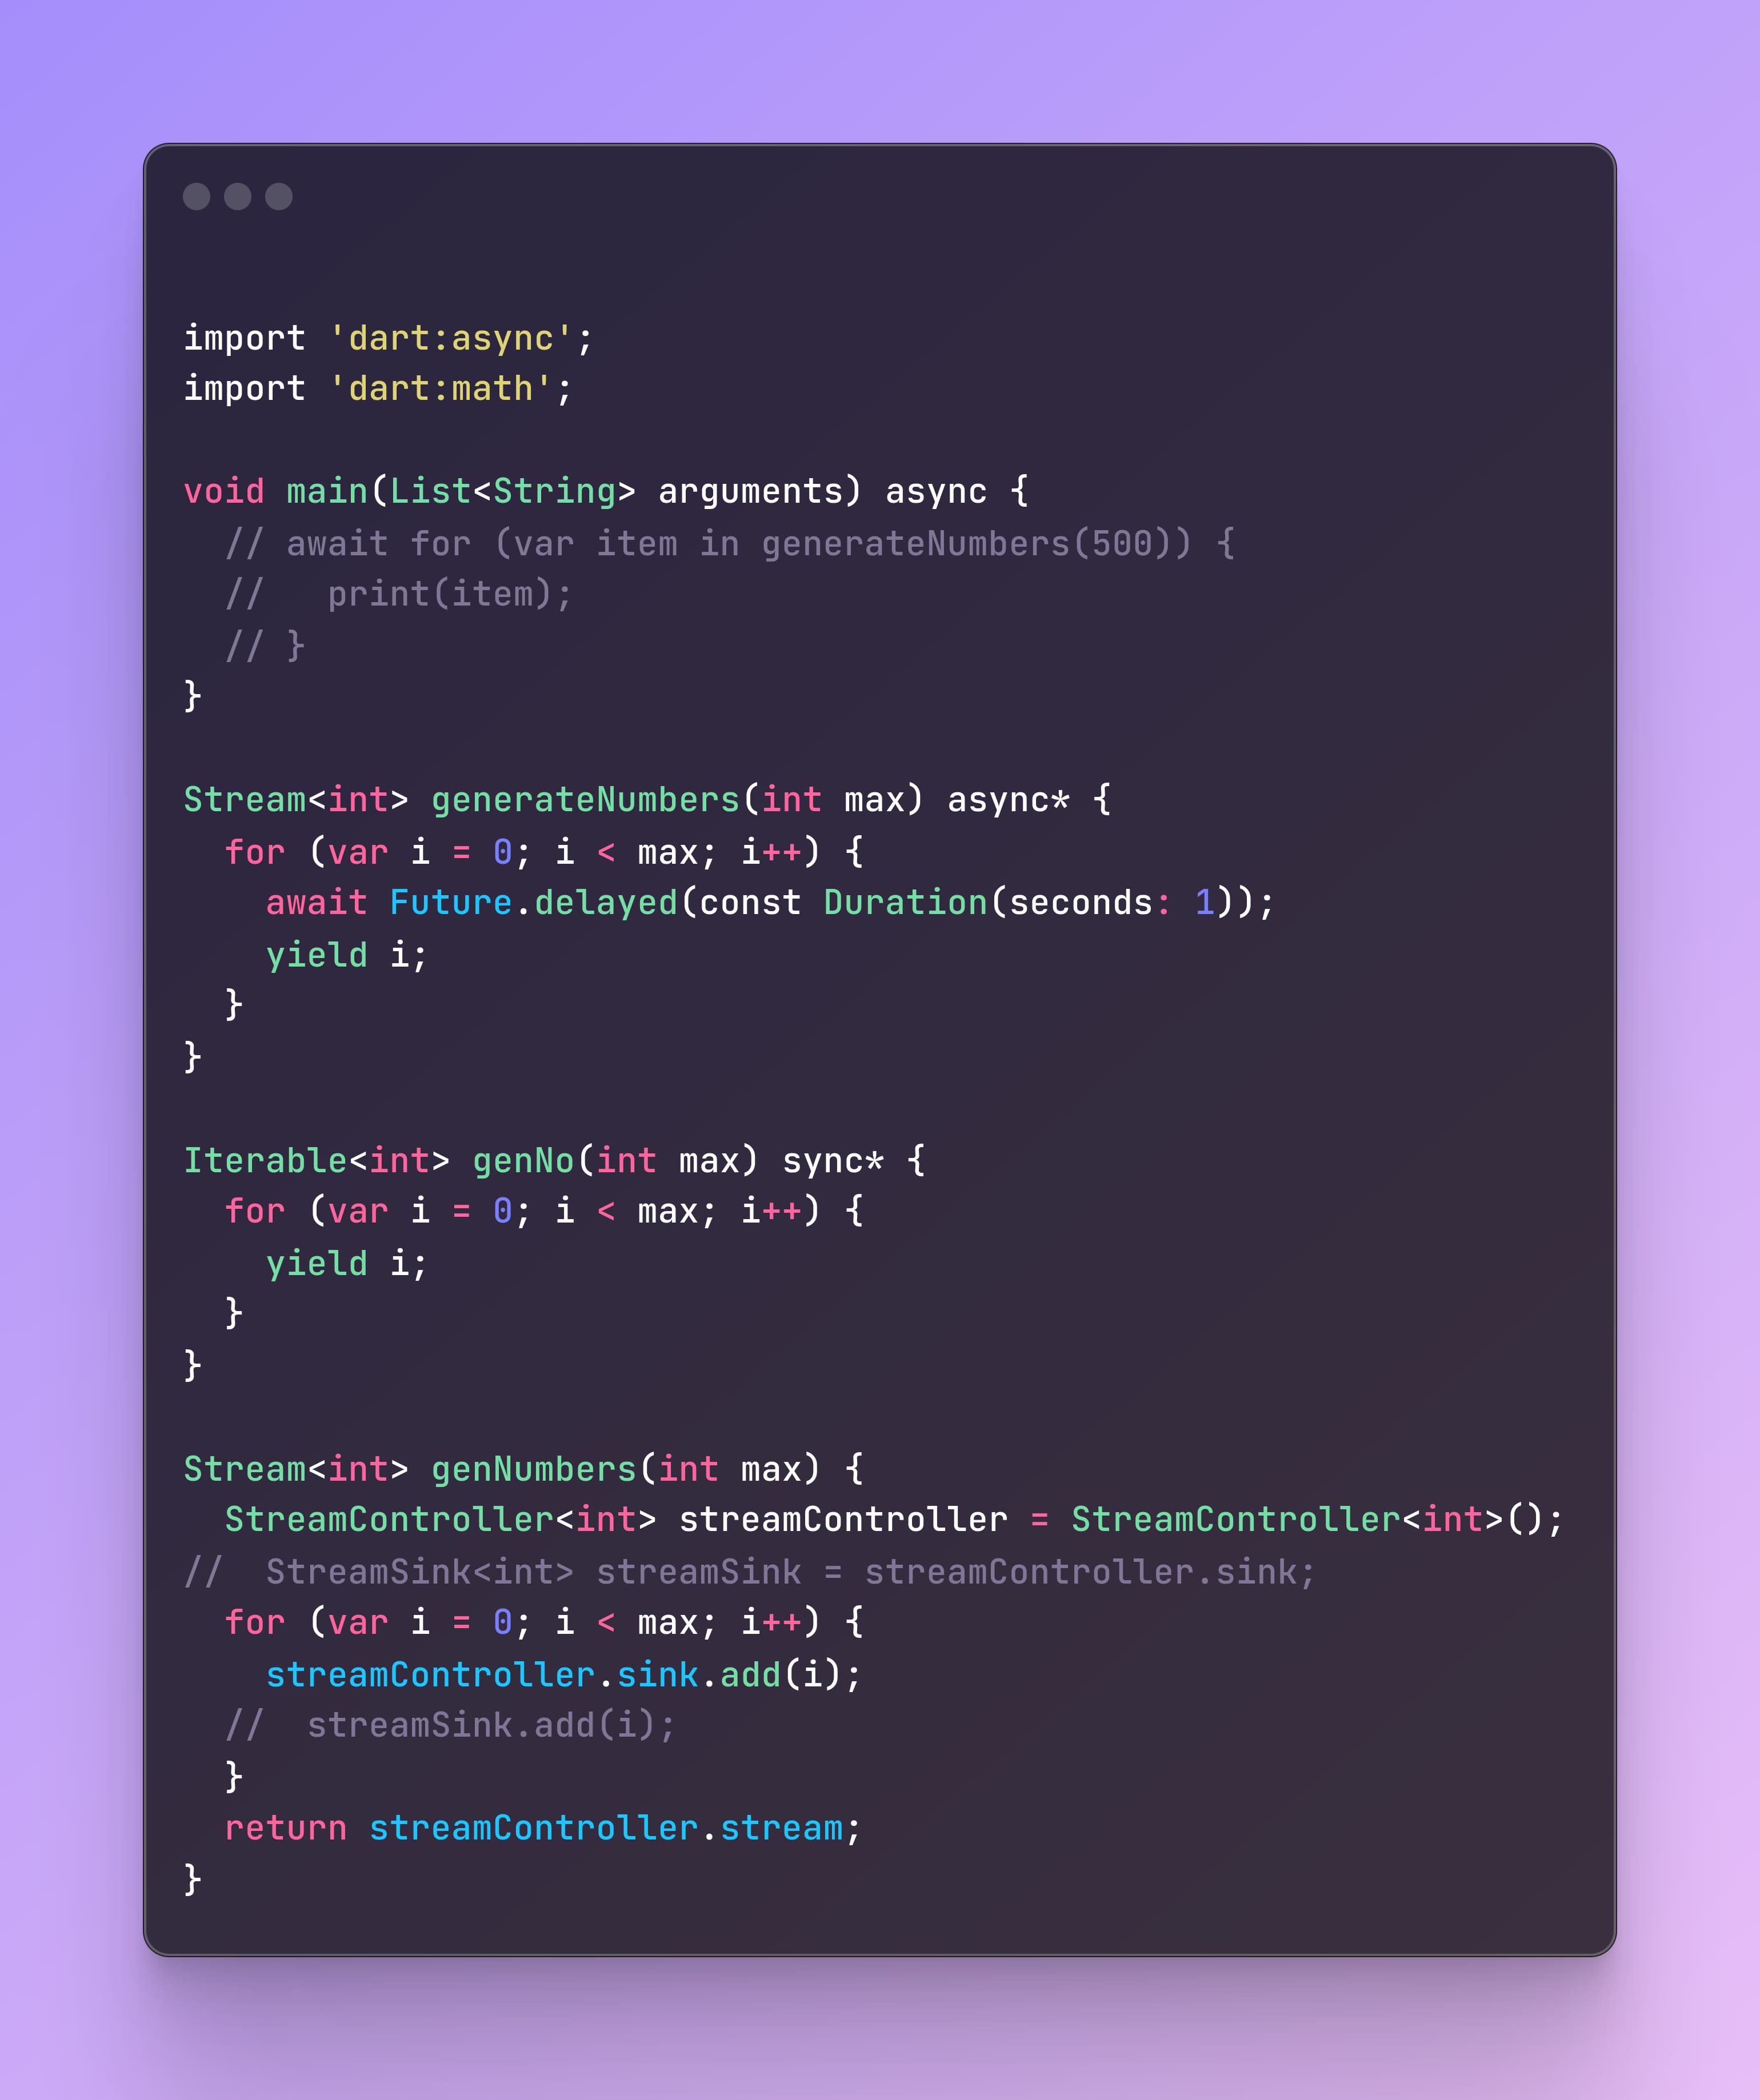 import 'dart:async';
import 'dart:math';

void main(List<String> arguments) async {
  // await for (var item in generateNumbers(500)) {
  //   print(item);
  // }
}

Stream<int> generateNumbers(int max) async* {
  for (var i = 0; i < max; i++) {
    await Future.delayed(const Duration(seconds: 1));
    yield i;
  }
}

Iterable<int> genNo(int max) sync* {
  for (var i = 0; i < max; i++) {
    yield i;
  }
}

Stream<int> genNumbers(int max) {
  StreamController<int> streamController = StreamController<int>();
//  StreamSink<int> streamSink = streamController.sink;
  for (var i = 0; i < max; i++) {
    streamController.sink.add(i);
  //  streamSink.add(i);
  }
  return streamController.stream;
}